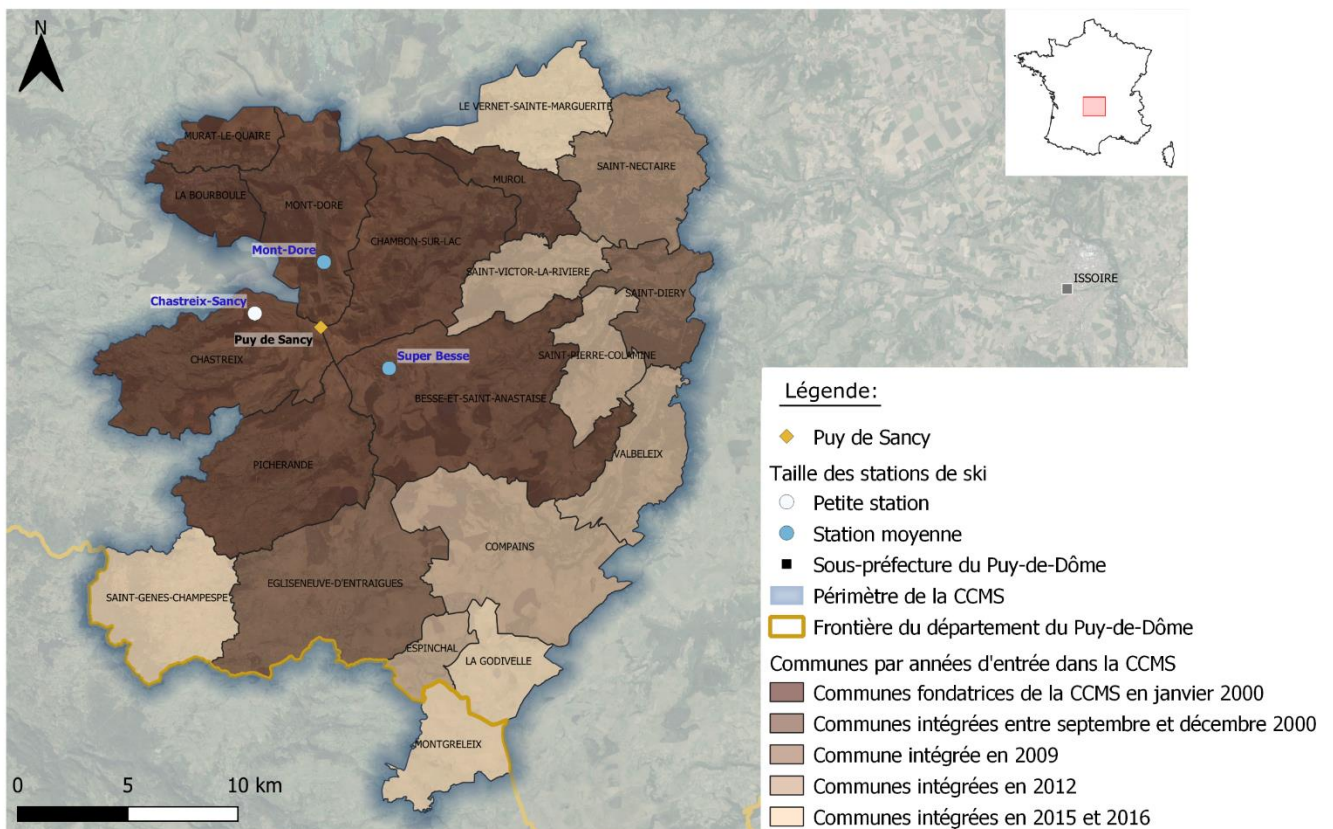 N
LE VERNET-SAINTE-MARGUERITE
MURAT-LE-QUAIRE
SAINT-NECTAIRE
MUROL
LA BOURBOULE
MONT-DORE
CHAMBON-SUR-LAC
Mont-Dore
SAINT-VICTOR-LA-RIVIERE
ISSOIRE
SAINT-DIERY
Chastreix-Sancy
Puy de Sancy
CHASTREIX
Super Besse
SAINT-PIERRE-COLAMINE
BESSE-ET-SAINT-ANASTAISE
VALBELEIX
PICHERANDE
COMPAINS
EGLISENEUVE-D'ENTRAIGUES
SAINT-GENES-CHAMPESPE
ESPINCHAL
LA GODIVELLE
MONTGRELEIX
0 5 10 km
Légende:
Puy de Sancy
Taille des stations de ski
Petite station
Station moyenne
Sous-préfecture du Puy-de-Dôme
Périmètre de la CCMS
Frontière du département du Puy-de-Dôme
Communes par années d'entrée dans la CCMS
Communes fondatrices de la CCMS en janvier 2000
Communes intégrées entre septembre et décembre 2000
Commune intégrée en 2009
Communes intégrées en 2012
Communes intégrées en 2015 et 2016